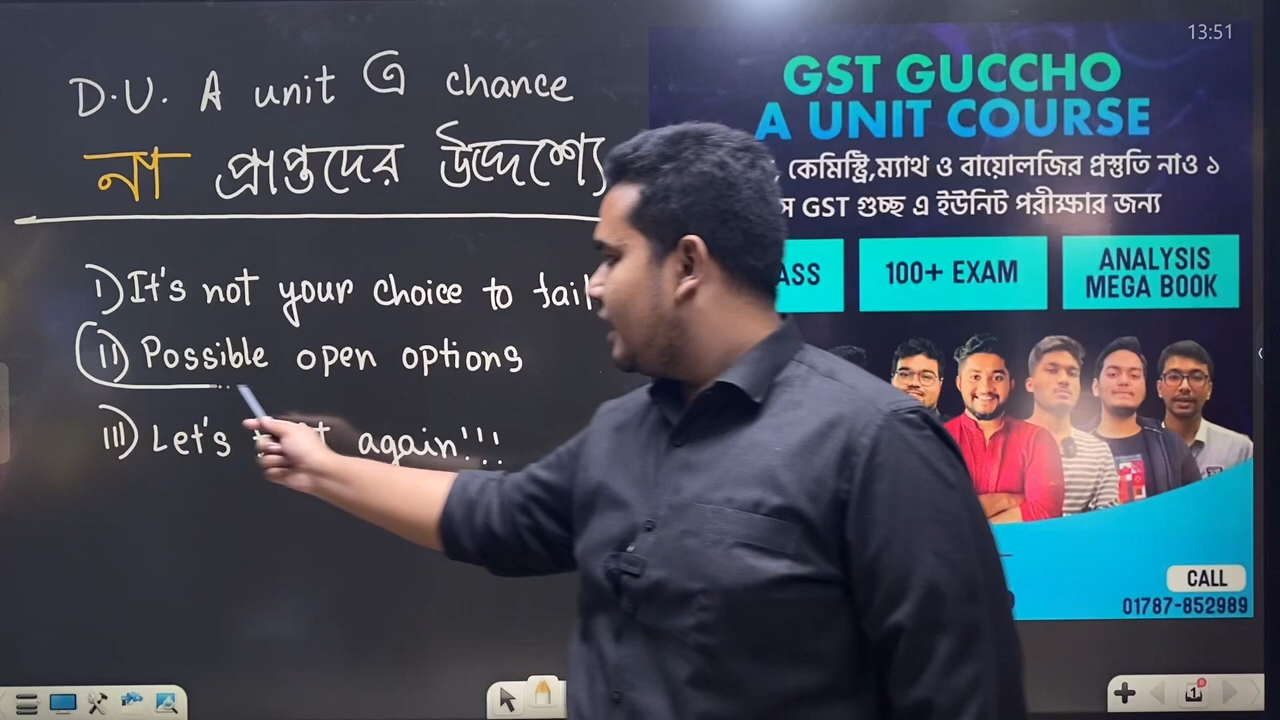 D.U. A unit এ chance
না প্রাপ্তদের উদ্দেশ্যে
I) It's not your choice to fail
II) Possible open options
III) Let's again!!!
13:51
GST GUCCHO
A UNIT COURSE
কেমিস্ট্রি,ম্যাথ ও বায়োলজির প্রস্তুতি নাও ১
GST গুচ্ছ এ ইউনিট পরীক্ষার জন্য
100+ EXAM
ANALYSIS
MEGA BOOK
CALL
01787-852989
1